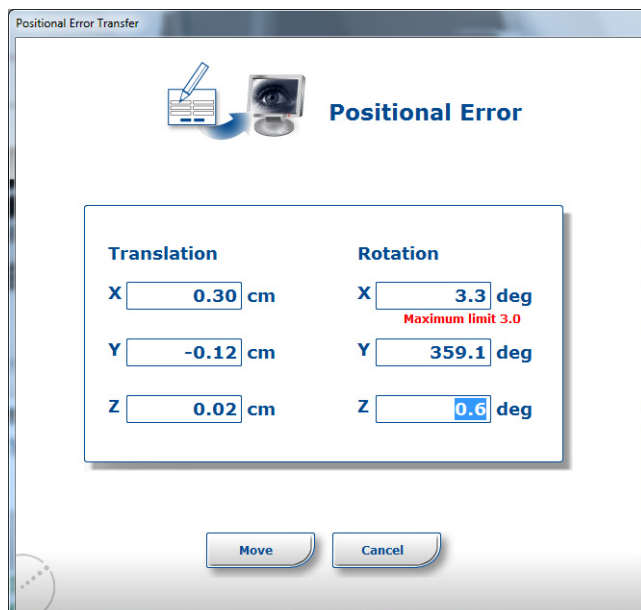 Positional Error Transfer
Positional Error
Translation
Rotation
X 0.30 cm
X 3.3 deg
Maximum limit 3.0
Y -0.12 cm
Y 359.1 deg
Z 0.02 cm
Z 0.6 deg
Move
Cancel